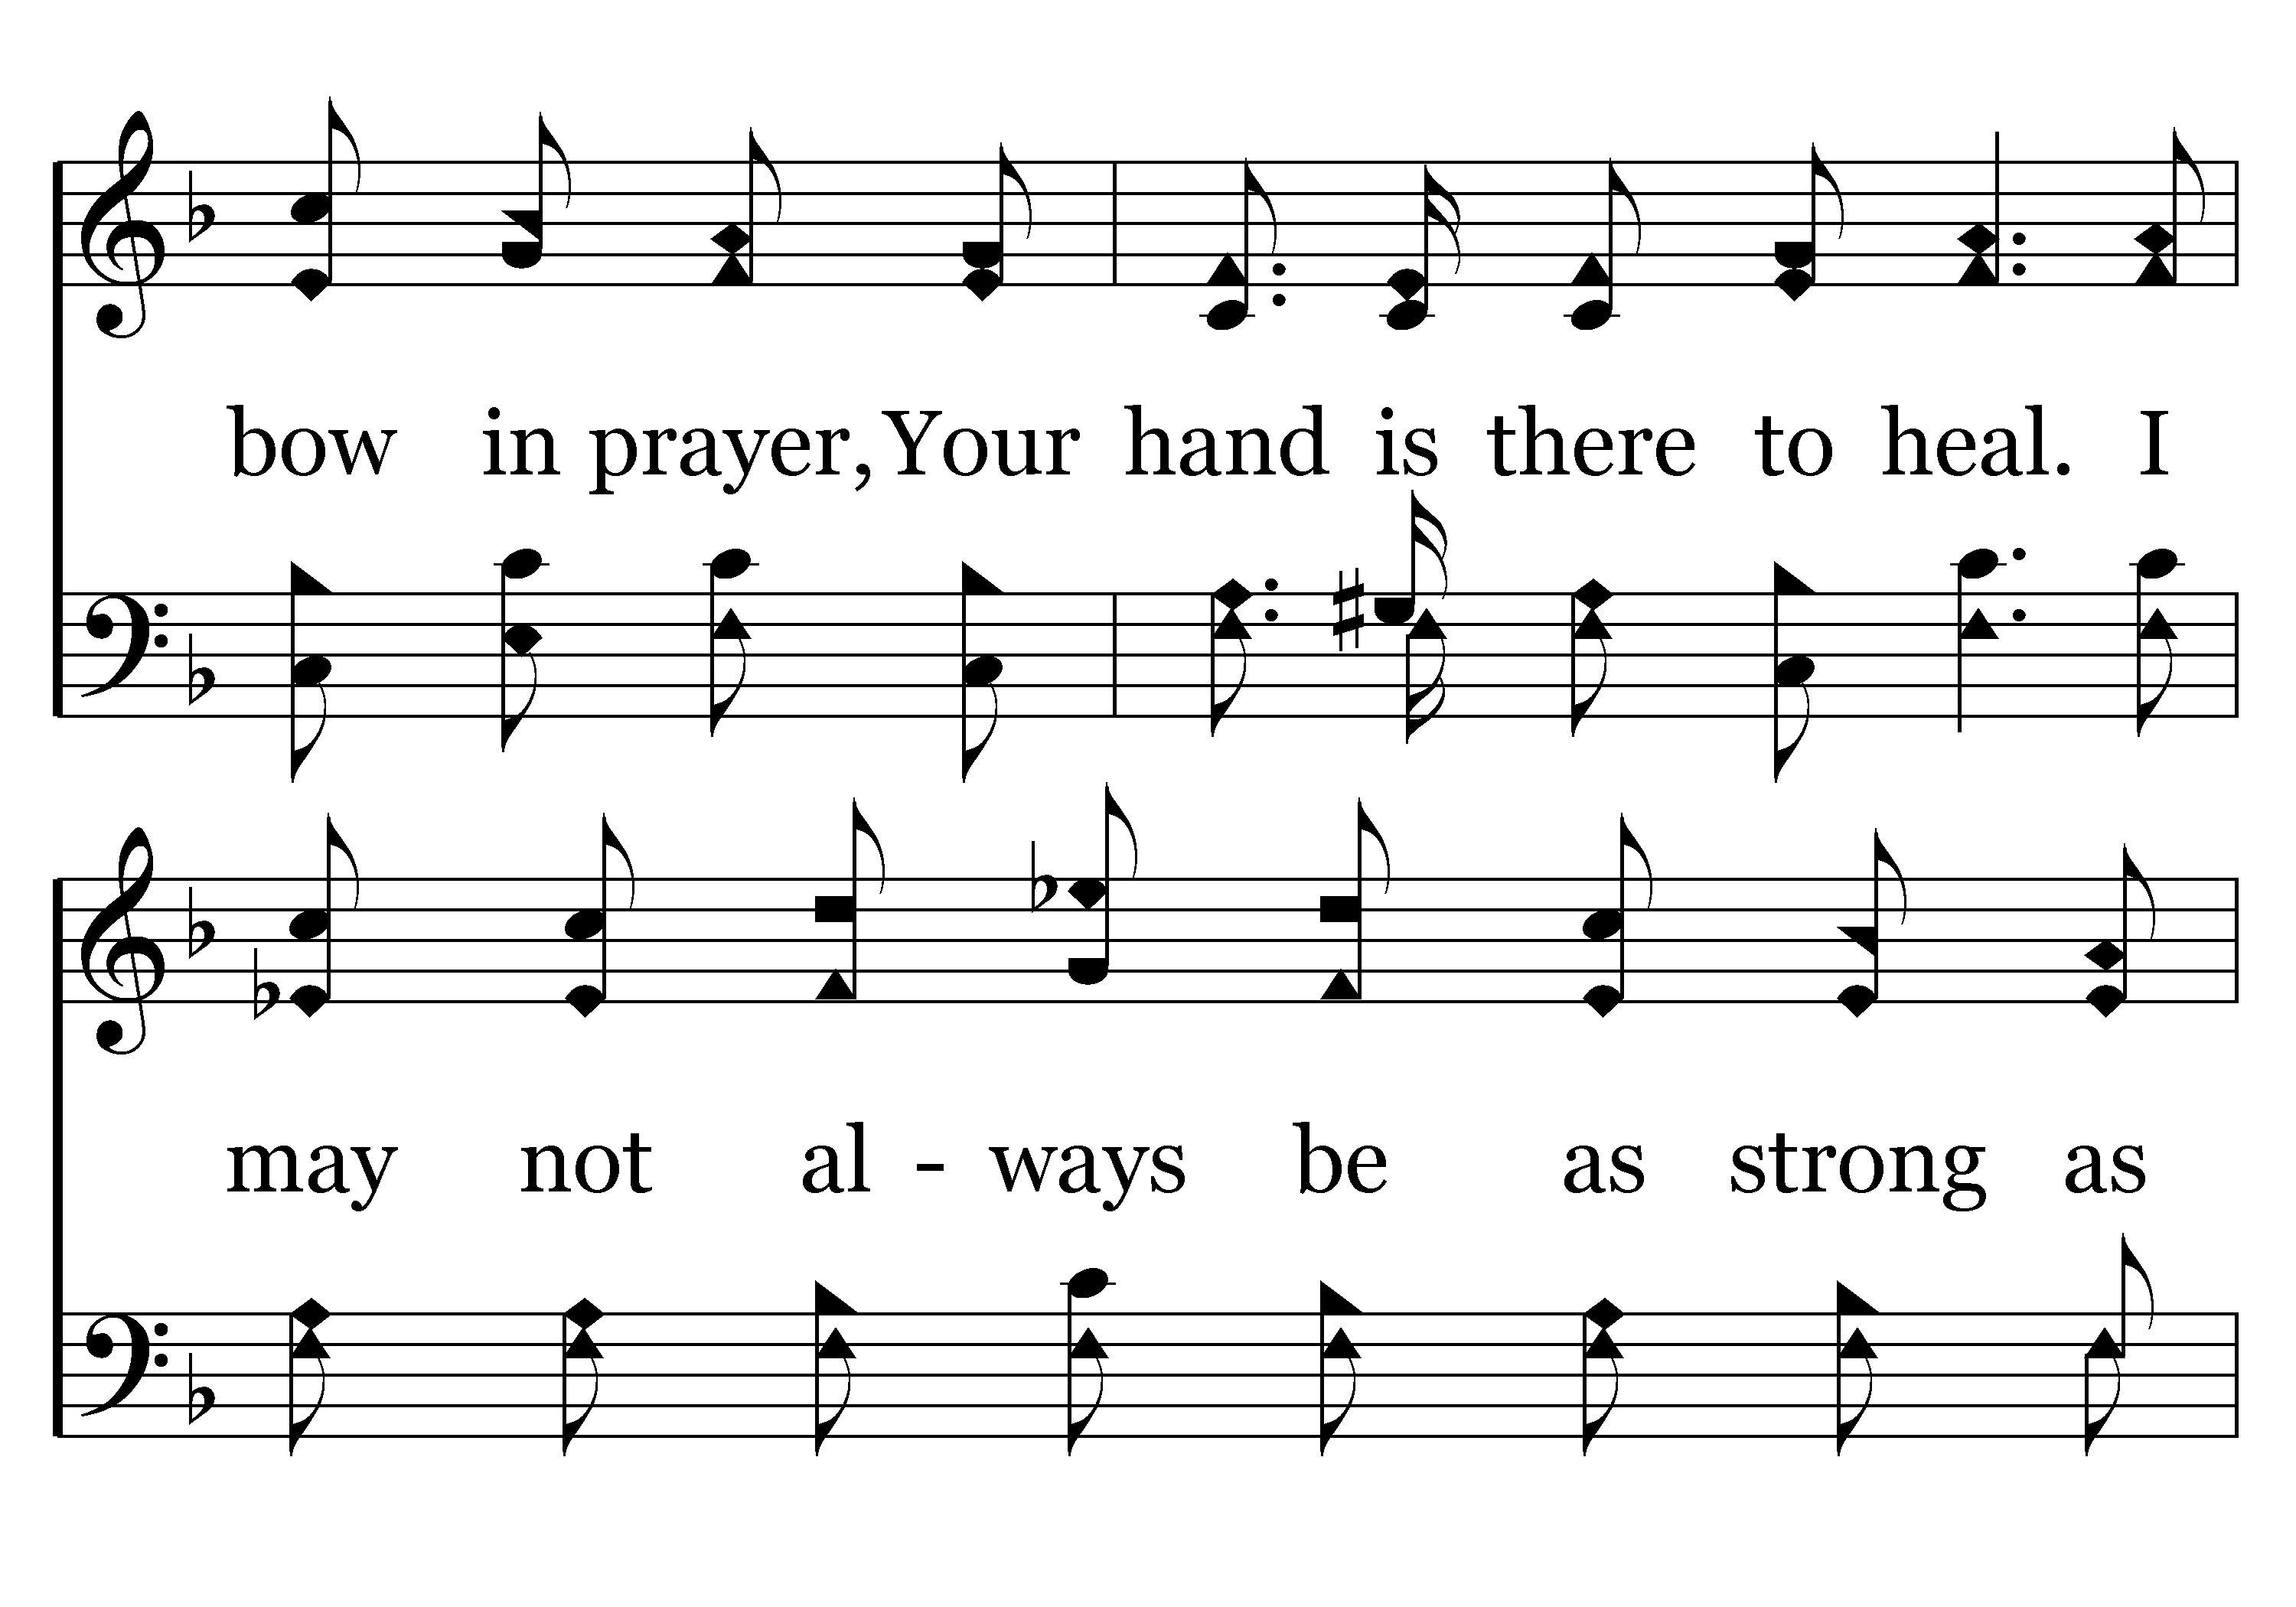 bow in prayer, Your hand is there to heal. I
may not al - ways be as strong as